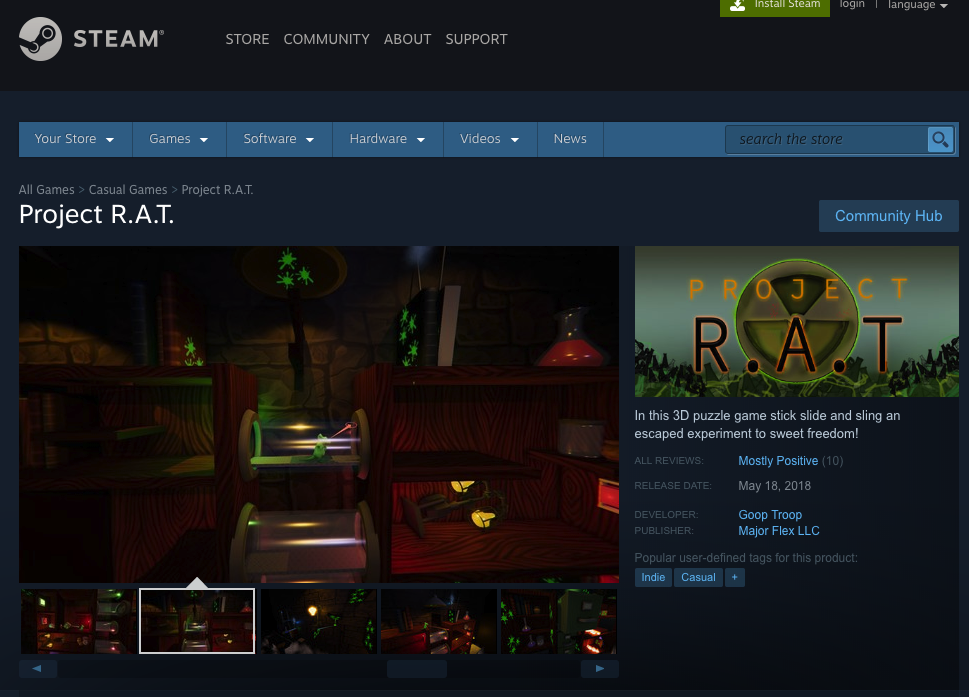 Install Steam
login | language
STEAM®
STORE COMMUNITY ABOUT SUPPORT
Your Store Games Software Hardware Videos News search the store
All Games > Casual Games > Project R.A.T.
Project R.A.T.
Community Hub
PROJECT
R.A.T
In this 3D puzzle game stick slide and sling an
escaped experiment to sweet freedom!
ALL REVIEWS: Mostly Positive (10)
RELEASE DATE: May 18, 2018
DEVELOPER: Goop Troop
PUBLISHER: Major Flex LLC
Popular user-defined tags for this product:
Indie Casual +